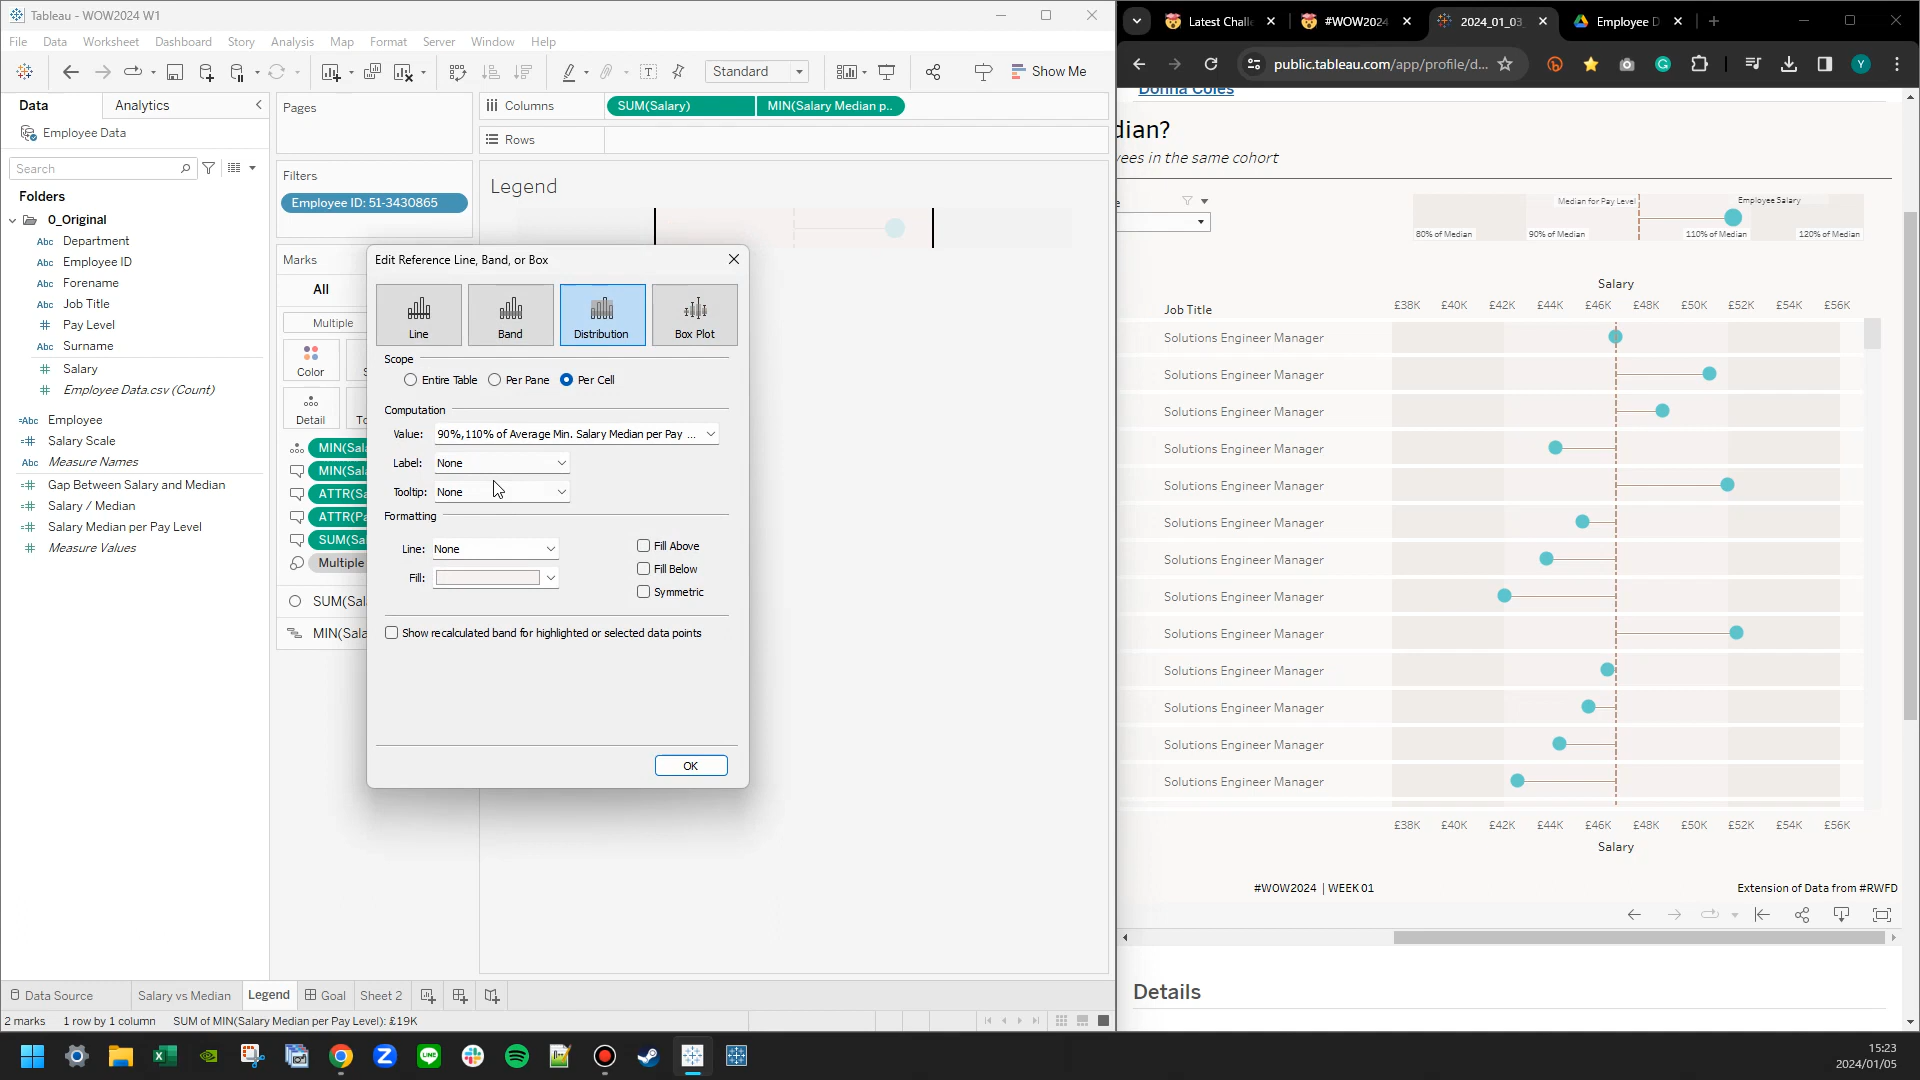 Tableau - WOW2024 W1
File Data Worksheet Dashboard Story Analysis Map Format Server Window Help
Standard
Show Me
Data
Analytics
Employee Data
Search
Folders
0_Original
Department
Employee ID
Forename
Job Title
Pay Level
Surname
Salary
Employee Data.csv (Count)
Employee
Salary Scale
Measure Names
Gap Between Salary and Median
Salary / Median
Salary Median per Pay Level
Measure Values
Pages
Filters
Employee ID: 51-3430865
Marks
All
Multiple
Color
Detail
MIN(Sal
MIN(Sal
ATTR(Sa
ATTR(Pa
SUM(Sal
Multiple
SUM(Sal
MIN(Sala
Columns
SUM(Salary)
MIN(Salary Median p..
Rows
Legend
Edit Reference Line, Band, or Box
Line
Band
Distribution
Box Plot
Scope
Entire Table
Per Pane
Per Cell
Computation
Value: 90%,110% of Average Min. Salary Median per Pay ...
Label: None
Tooltip: None
Formatting
Line: None
Fill:
Fill Above
Fill Below
Symmetric
Show recalculated band for highlighted or selected data points
OK
Data Source
Salary vs Median
Legend
Goal
Sheet 2
2 marks 1 row by 1 column SUM of MIN(Salary Median per Pay Level): £19K
Latest Chall
#WOW2024
2024_01_03
Employee D
public.tableau.com/app/profile/d...
Donna Coles
dian?
yees in the same cohort
Median for Pay Level
Employee Salary
80% of Median
90% of Median
110% of Median
120% of Median
Salary
Job Title
£38K £40K £42K £44K £46K £48K £50K £52K £54K £56K
Solutions Engineer Manager
Solutions Engineer Manager
Solutions Engineer Manager
Solutions Engineer Manager
Solutions Engineer Manager
Solutions Engineer Manager
Solutions Engineer Manager
Solutions Engineer Manager
Solutions Engineer Manager
Solutions Engineer Manager
Solutions Engineer Manager
Solutions Engineer Manager
Solutions Engineer Manager
£38K £40K £42K £44K £46K £48K £50K £52K £54K £56K
Salary
#WOW2024 | WEEK 01
Extension of Data from #RWFD
Details
15:23
2024/01/05